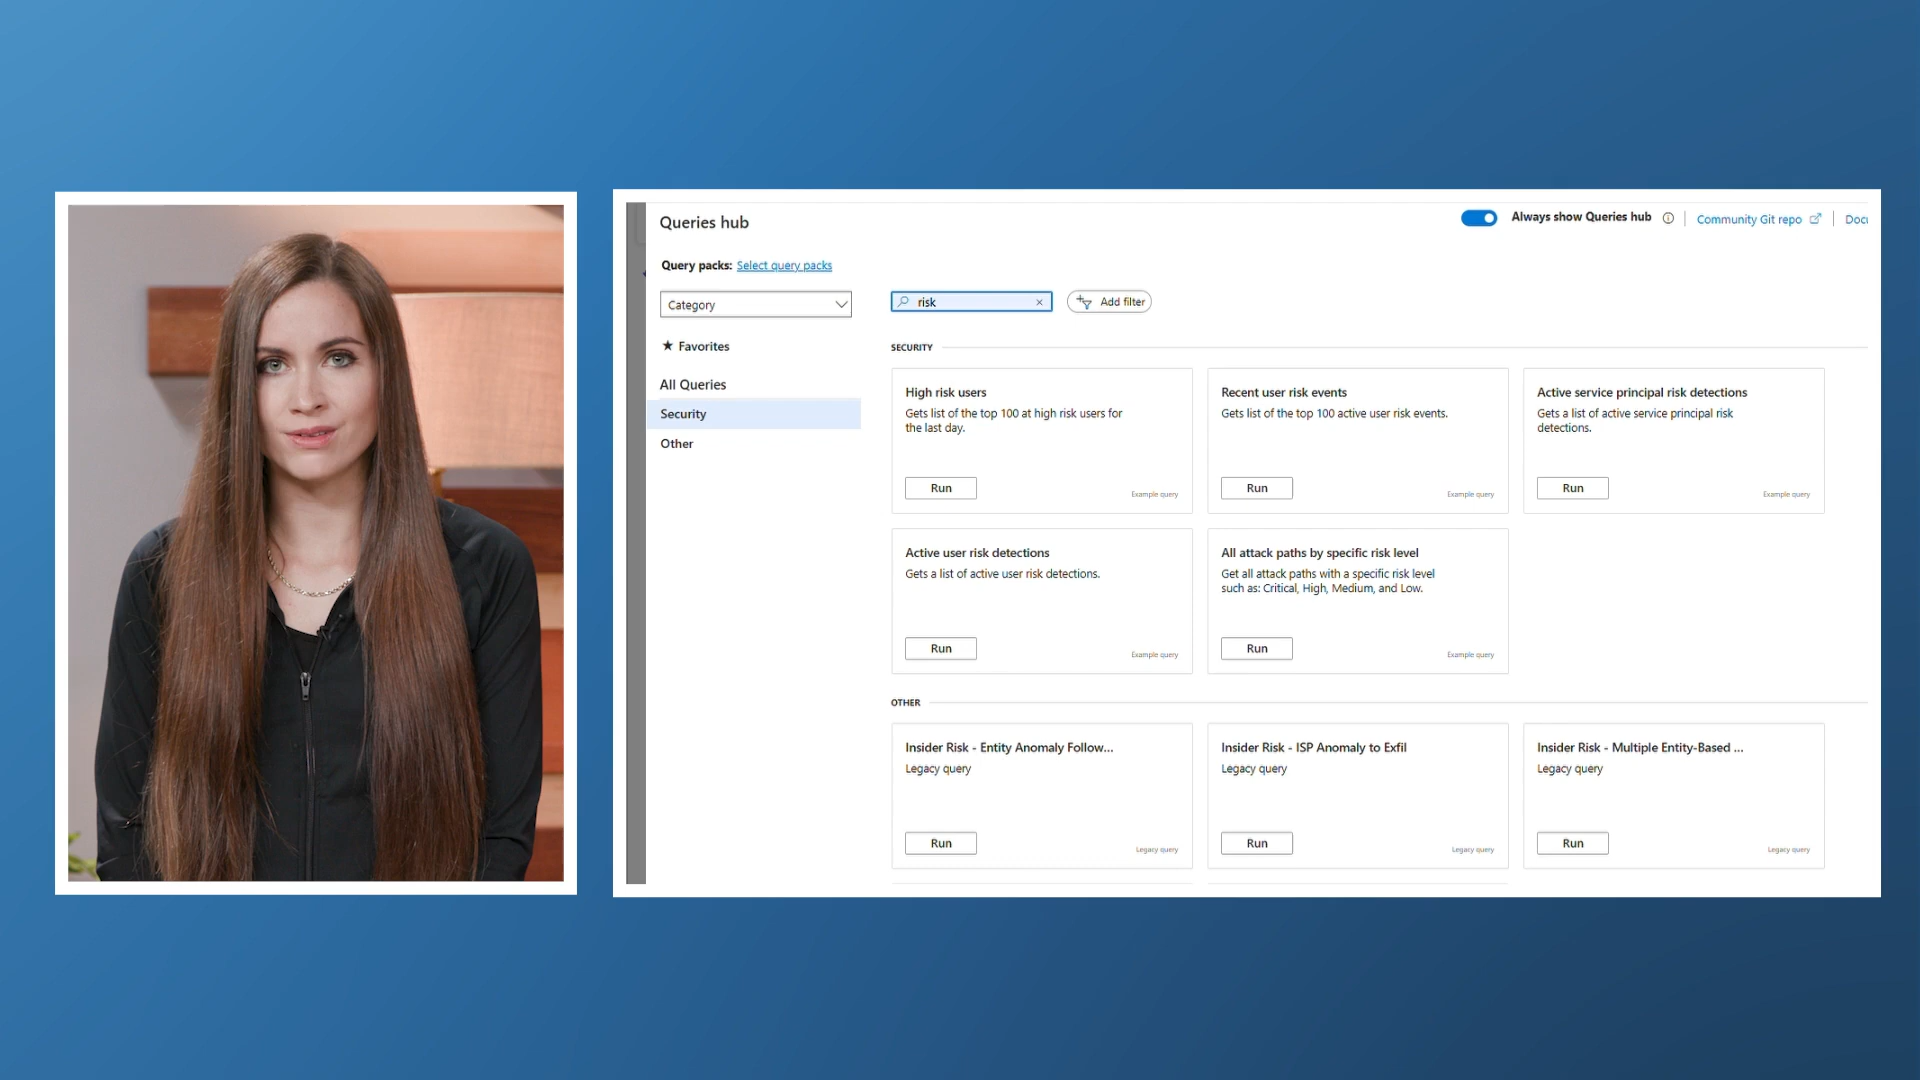 Queries hub
Always show Queries hub
Community Git repo
Docu
Query packs: Select query packs
Category
risk
Add filter
★ Favorites
All Queries
Security
Other
SECURITY
High risk users
Gets list of the top 100 at high risk users for
the last day.
Run
Example query
Recent user risk events
Gets list of the top 100 active user risk events.
Run
Example query
Active service principal risk detections
Gets a list of active service principal risk
detections.
Run
Example query
Active user risk detections
Gets a list of active user risk detections.
Run
Example query
All attack paths by specific risk level
Get all attack paths with a specific risk level
such as: Critical, High, Medium, and Low.
Run
Example query
OTHER
Insider Risk - Entity Anomaly Follow...
Legacy query
Run
Legacy query
Insider Risk - ISP Anomaly to Exfil
Legacy query
Run
Legacy query
Insider Risk - Multiple Entity-Based ...
Legacy query
Run
Legacy query